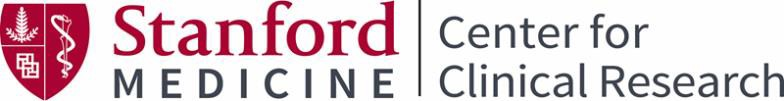 Stanford
MEDICINE
Center for
Clinical Research